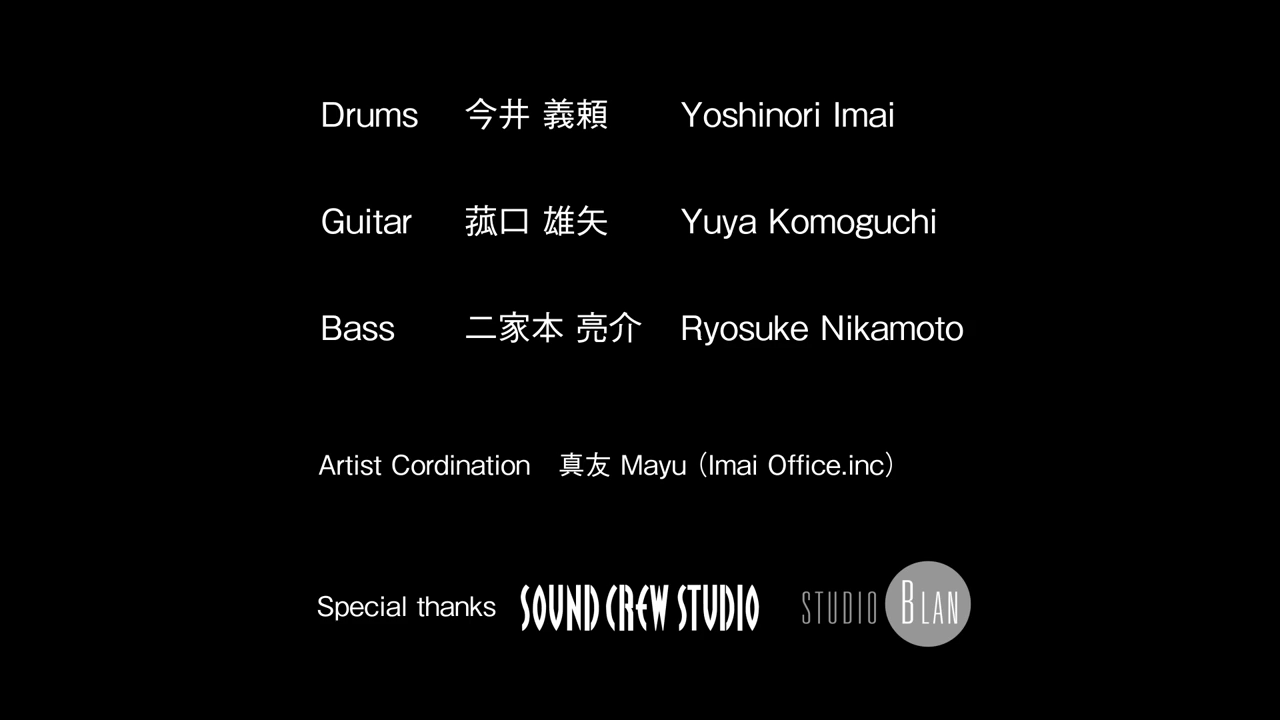 Drums 今井 義頼 Yoshinori Imai
Guitar 菰口 雄矢 Yuya Komoguchi
Bass 二家本 亮介 Ryosuke Nikamoto
Artist Cordination 真友 Mayu (Imai Office.inc)
Special thanks SOUND CREW STUDIO STUDIO BLAN